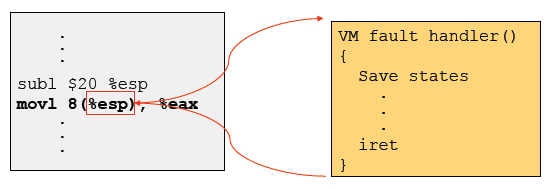 .
.
.
subl $20 %esp
movl 8(%esp), %eax
.
.
.
VM fault handler()
{
Save states
.
.
.
iret
}